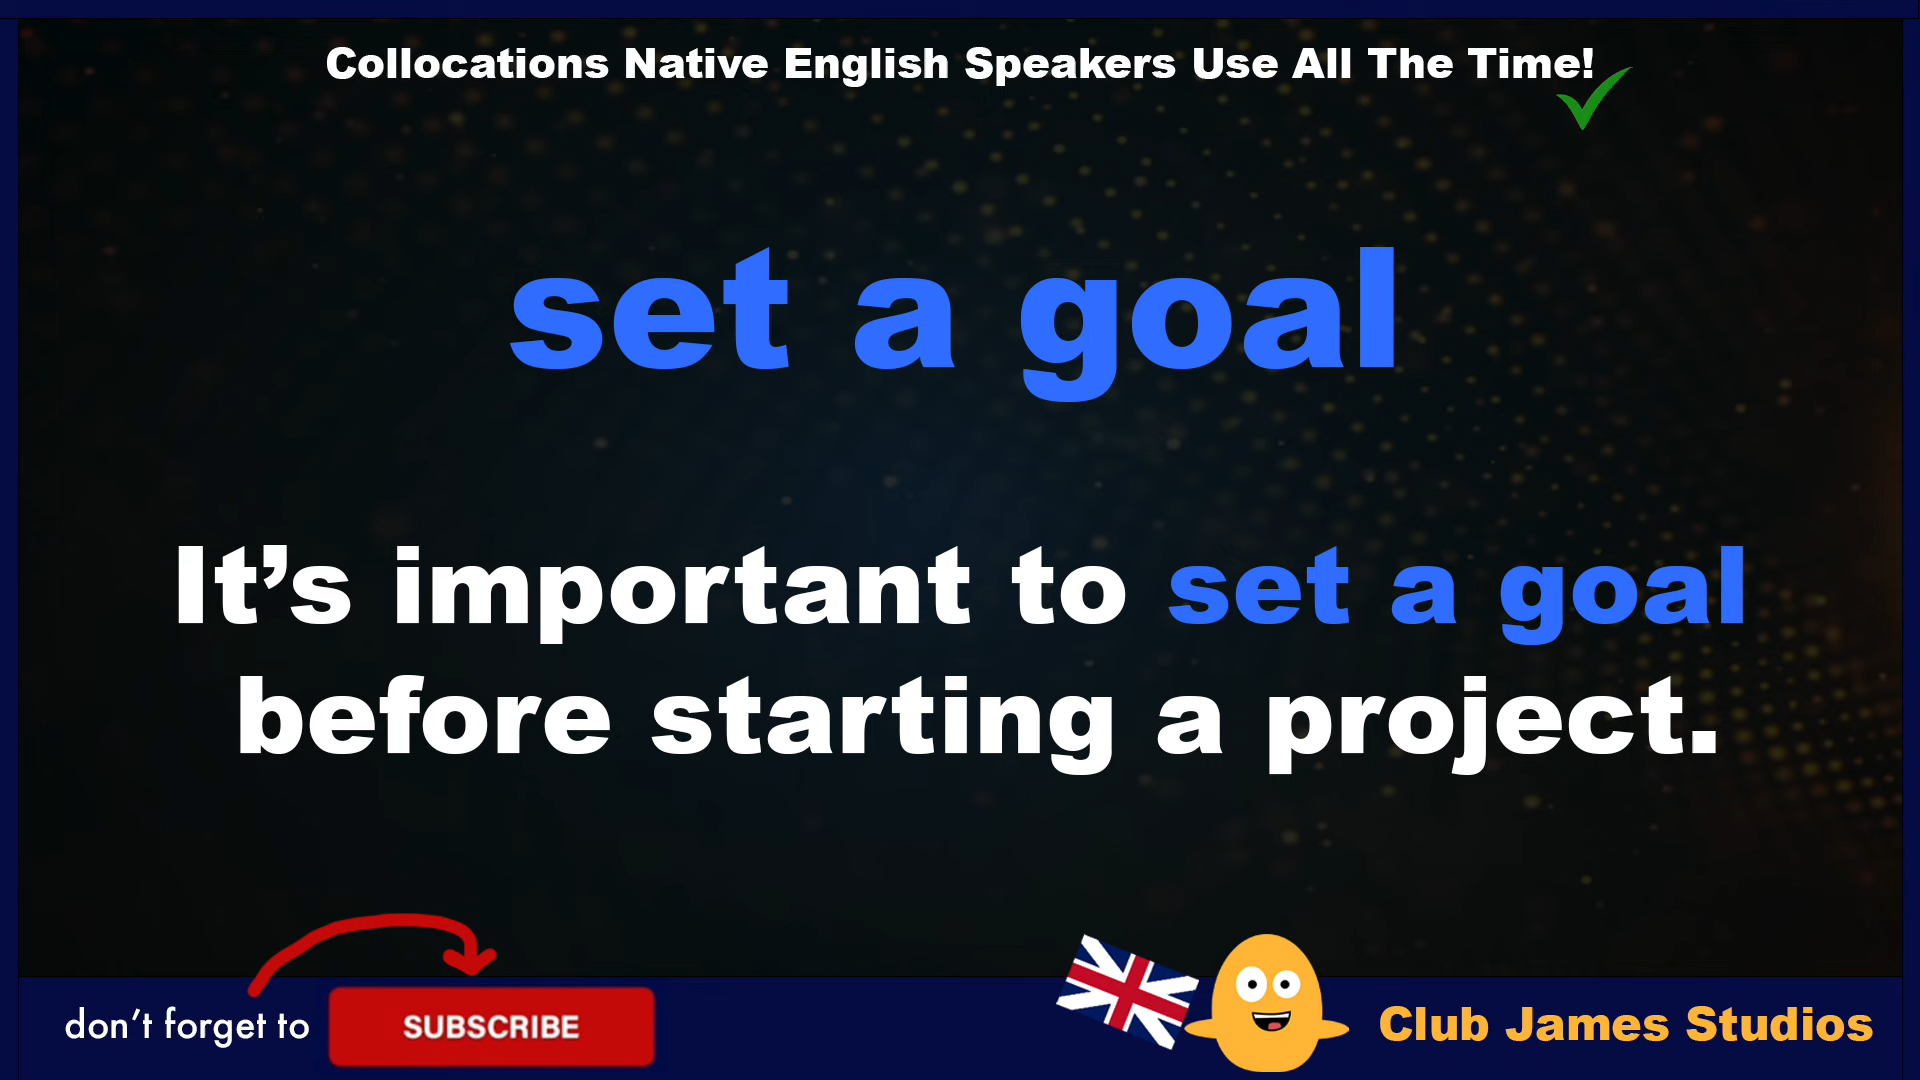 Collocations Native English Speakers Use All The Time!
set a goal
It’s important to set a goal
before starting a project.
don't forget to
SUBSCRIBE
Club James Studios